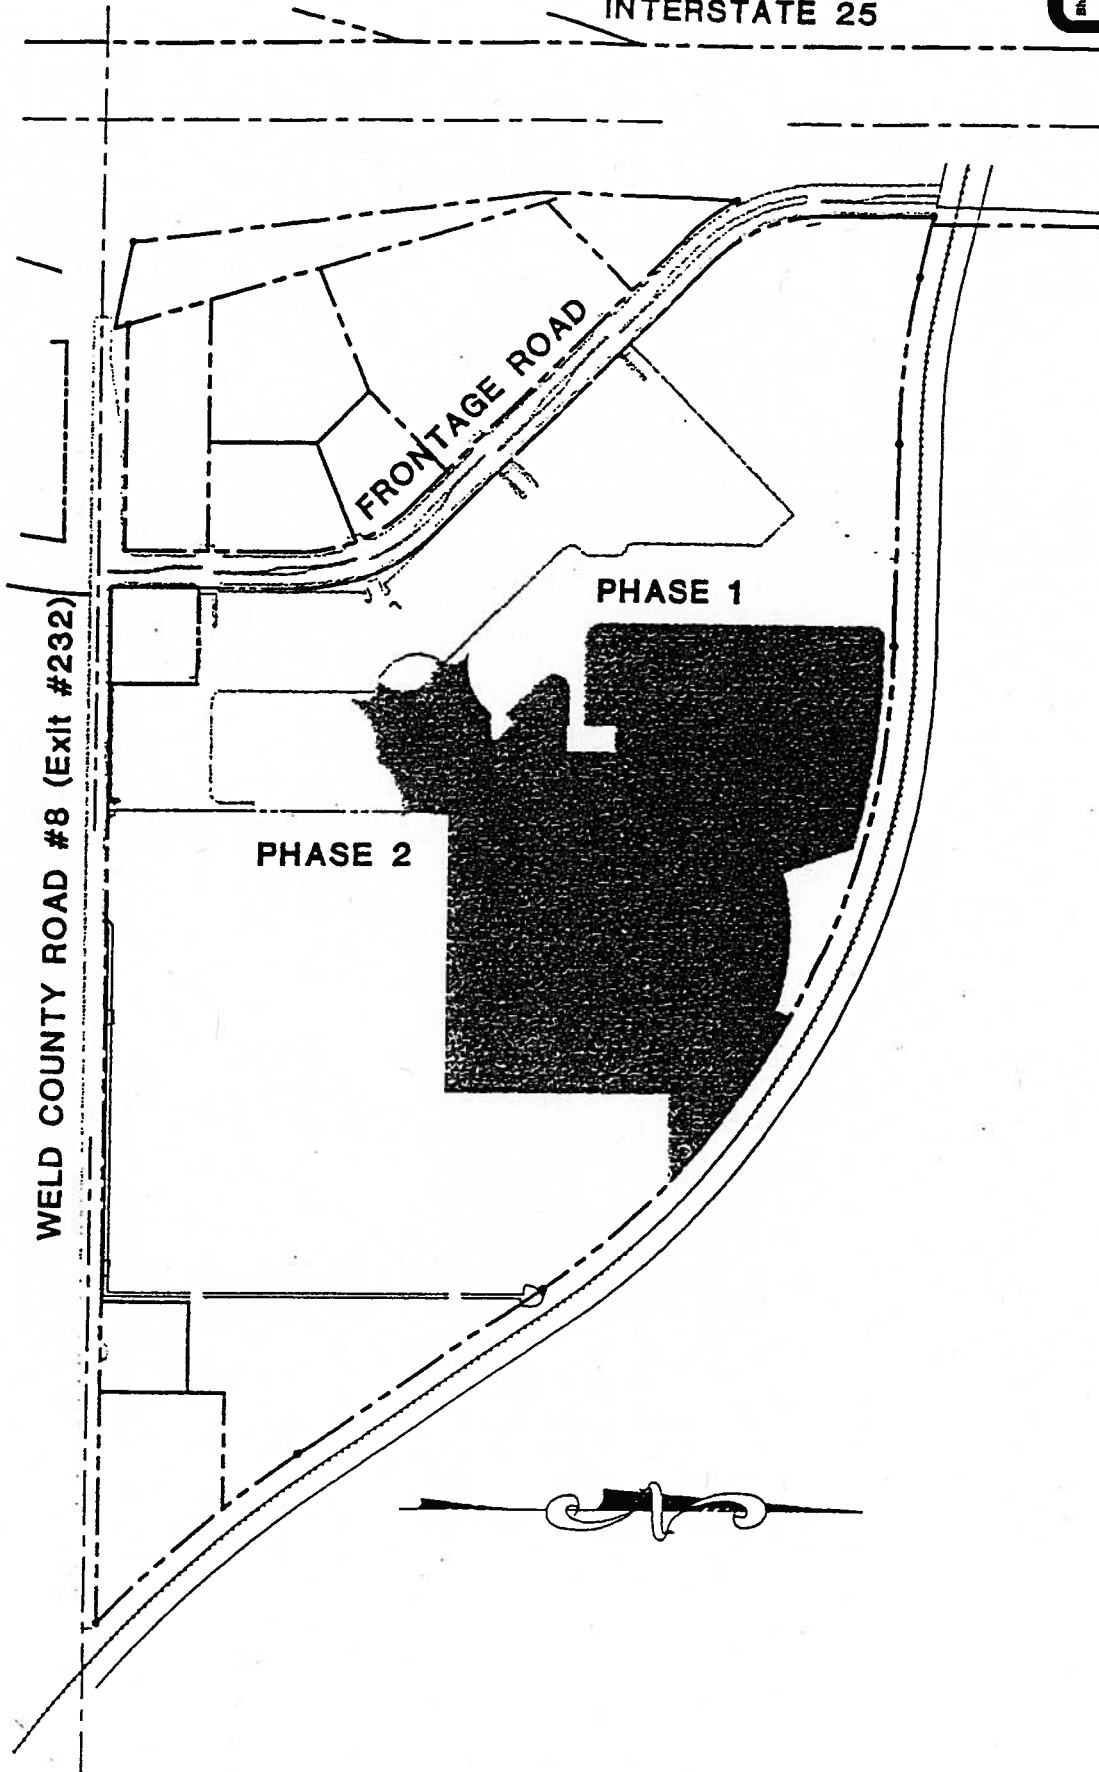 INTERSTATE 25
FRONTAGE ROAD
PHASE 1
WELD COUNTY ROAD #8 (Exit #232)
PHASE 2